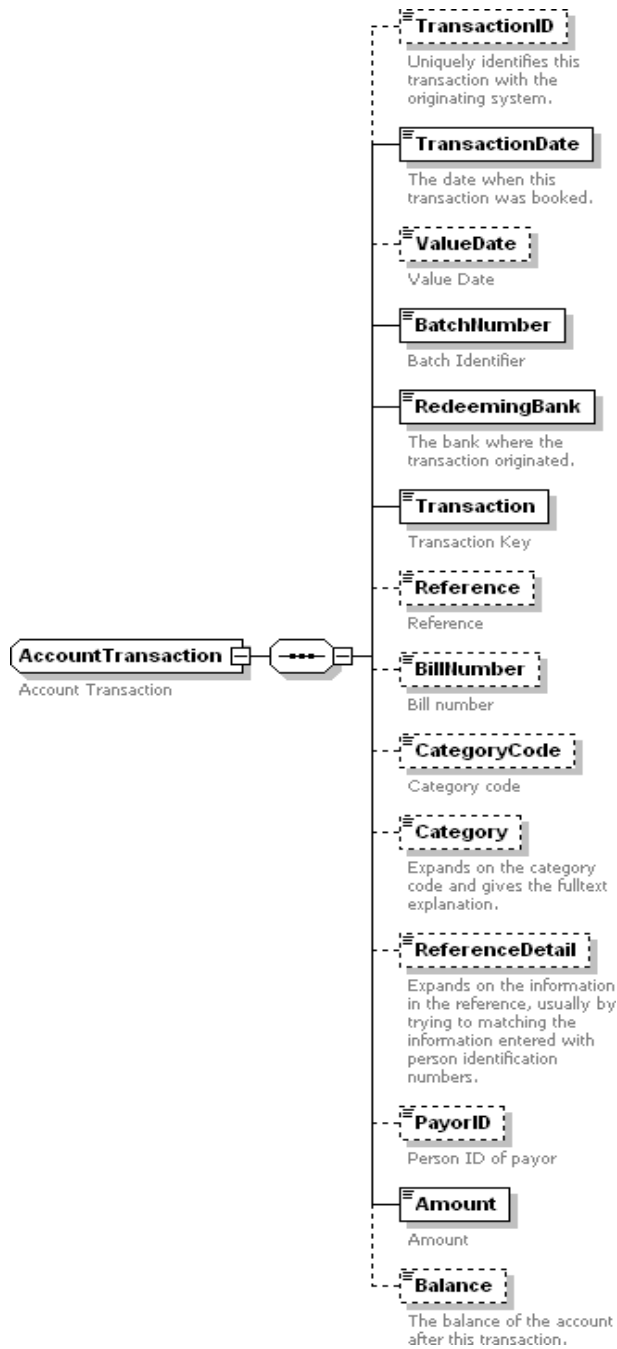 TransactionID
Uniquely identifies this
transaction with the
originating system.
TransactionDate
The date when this
transaction was booked.
ValueDate
Value Date
BatchNumber
Batch Identifier
RedeemingBank
The bank where the
transaction originated.
Transaction
Transaction Key
Reference
Reference
AccountTransaction
Account Transaction
BillNumber
Bill number
CategoryCode
Category code
Category
Expands on the category
code and gives the fulltext
explanation.
ReferenceDetail
Expands on the information
in the reference, usually by
trying to matching the
information entered with
person identification
numbers.
PayorID
Person ID of payor
Amount
Amount
Balance
The balance of the account
after this transaction.